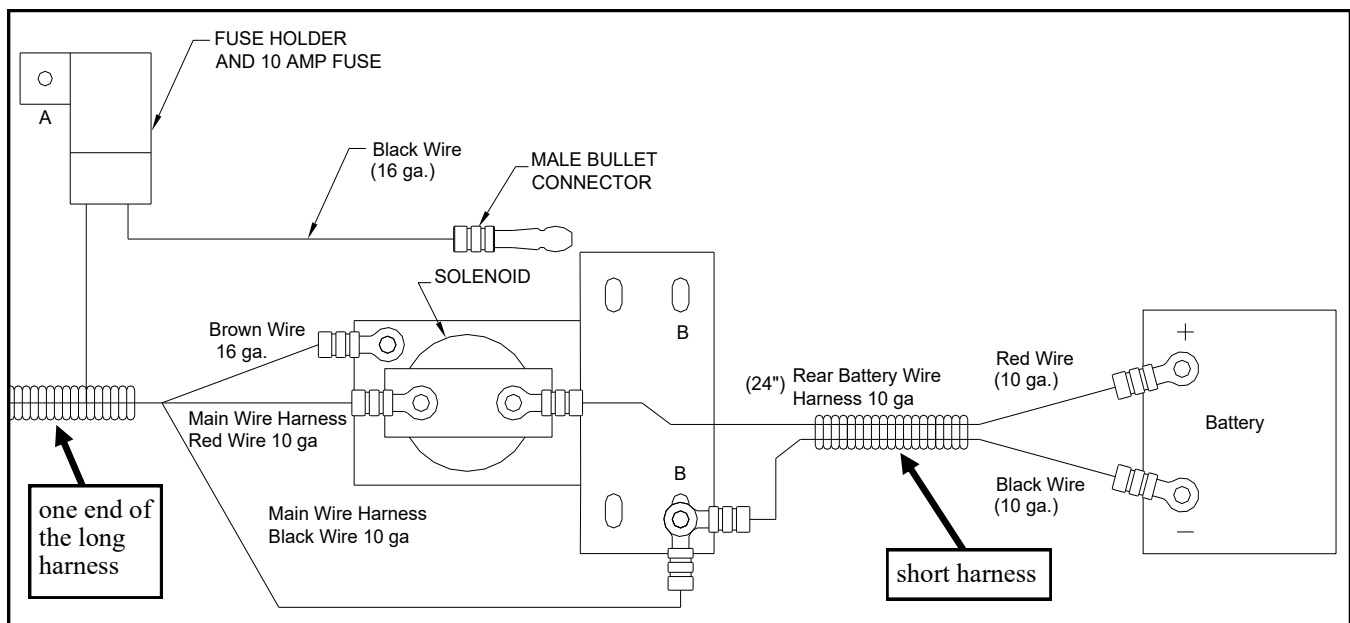 FUSE HOLDER
AND 10 AMP FUSE
A
Black Wire
(16 ga.)
MALE BULLET
CONNECTOR
SOLENOID
Brown Wire
16 ga.
B
Main Wire Harness
Red Wire 10 ga
(24") Rear Battery Wire
Harness 10 ga
Red Wire
(10 ga.)
+
Battery
one end of
the long
harness
Main Wire Harness
Black Wire 10 ga
B
Black Wire
(10 ga.)
−
short harness